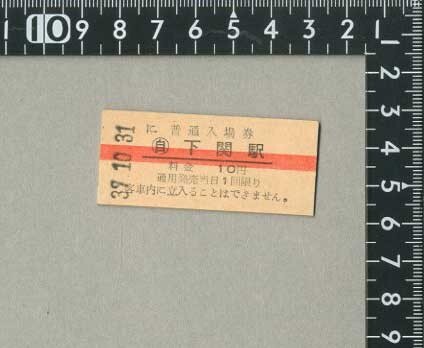 37.10.31
に 普通入場券
自 下関駅
料金 10円
通用発売当日1回限り
客車内に立入ることはできません。
10 9 8 7 6 5 4 3 2 1
1
2
3
4
5
6
7
8
9